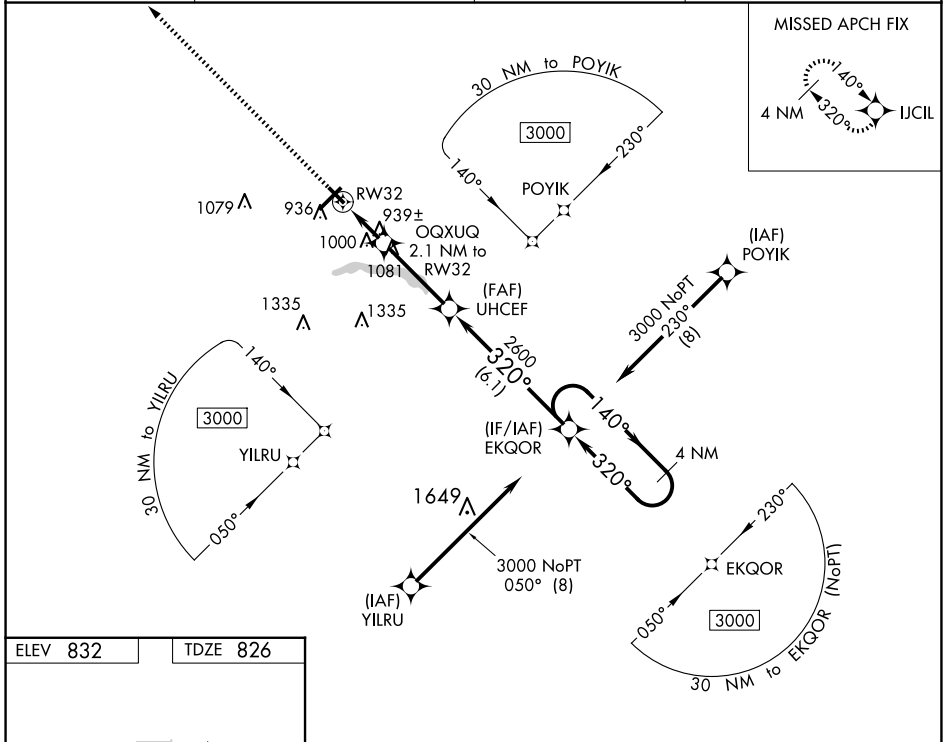 MISSED APCH FIX
140°
4 NM
320°
IJCIL
30 NM to POYIK
3000
140°
230°
POYIK
1079
936
RW32
939±
1000
OQXUQ
2.1 NM to
RW32
1081
(IAF)
POYIK
3000 NoPT
230°
(8)
1335
1335
(FAF)
UHCEF
2600
320°
(6.1)
30 NM to YILRU
140°
3000
YILRU
050°
(IF/IAF)
EKQOR
140°
320°
4 NM
1649
3000 NoPT
050° (8)
(IAF)
YILRU
230°
EKQOR
050°
3000
30 NM to EKQOR (NoPT)
ELEV 832
TDZE 826